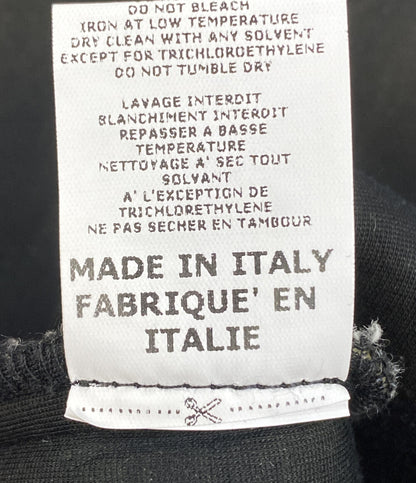 DO NOT BLEACH
IRON AT LOW TEMPERATURE
DRY CLEAN WITH ANY SOLVENT
EXCEPT FOR TRICHLOROETHYLENE
DO NOT TUMBLE DRY
LAVAGE INTERDIT
BLANCHIMENT INTERDIT
REPASSER A BASSE
TEMPERATURE
NETTOYAGE A' SEC TOUT
SOLVANT
A' L'EXCEPTION DE
TRICHLORETHYLENE
NE PAS SECHER EN TAMBOUR
MADE IN ITALY
FABRIQUE' EN
ITALIE